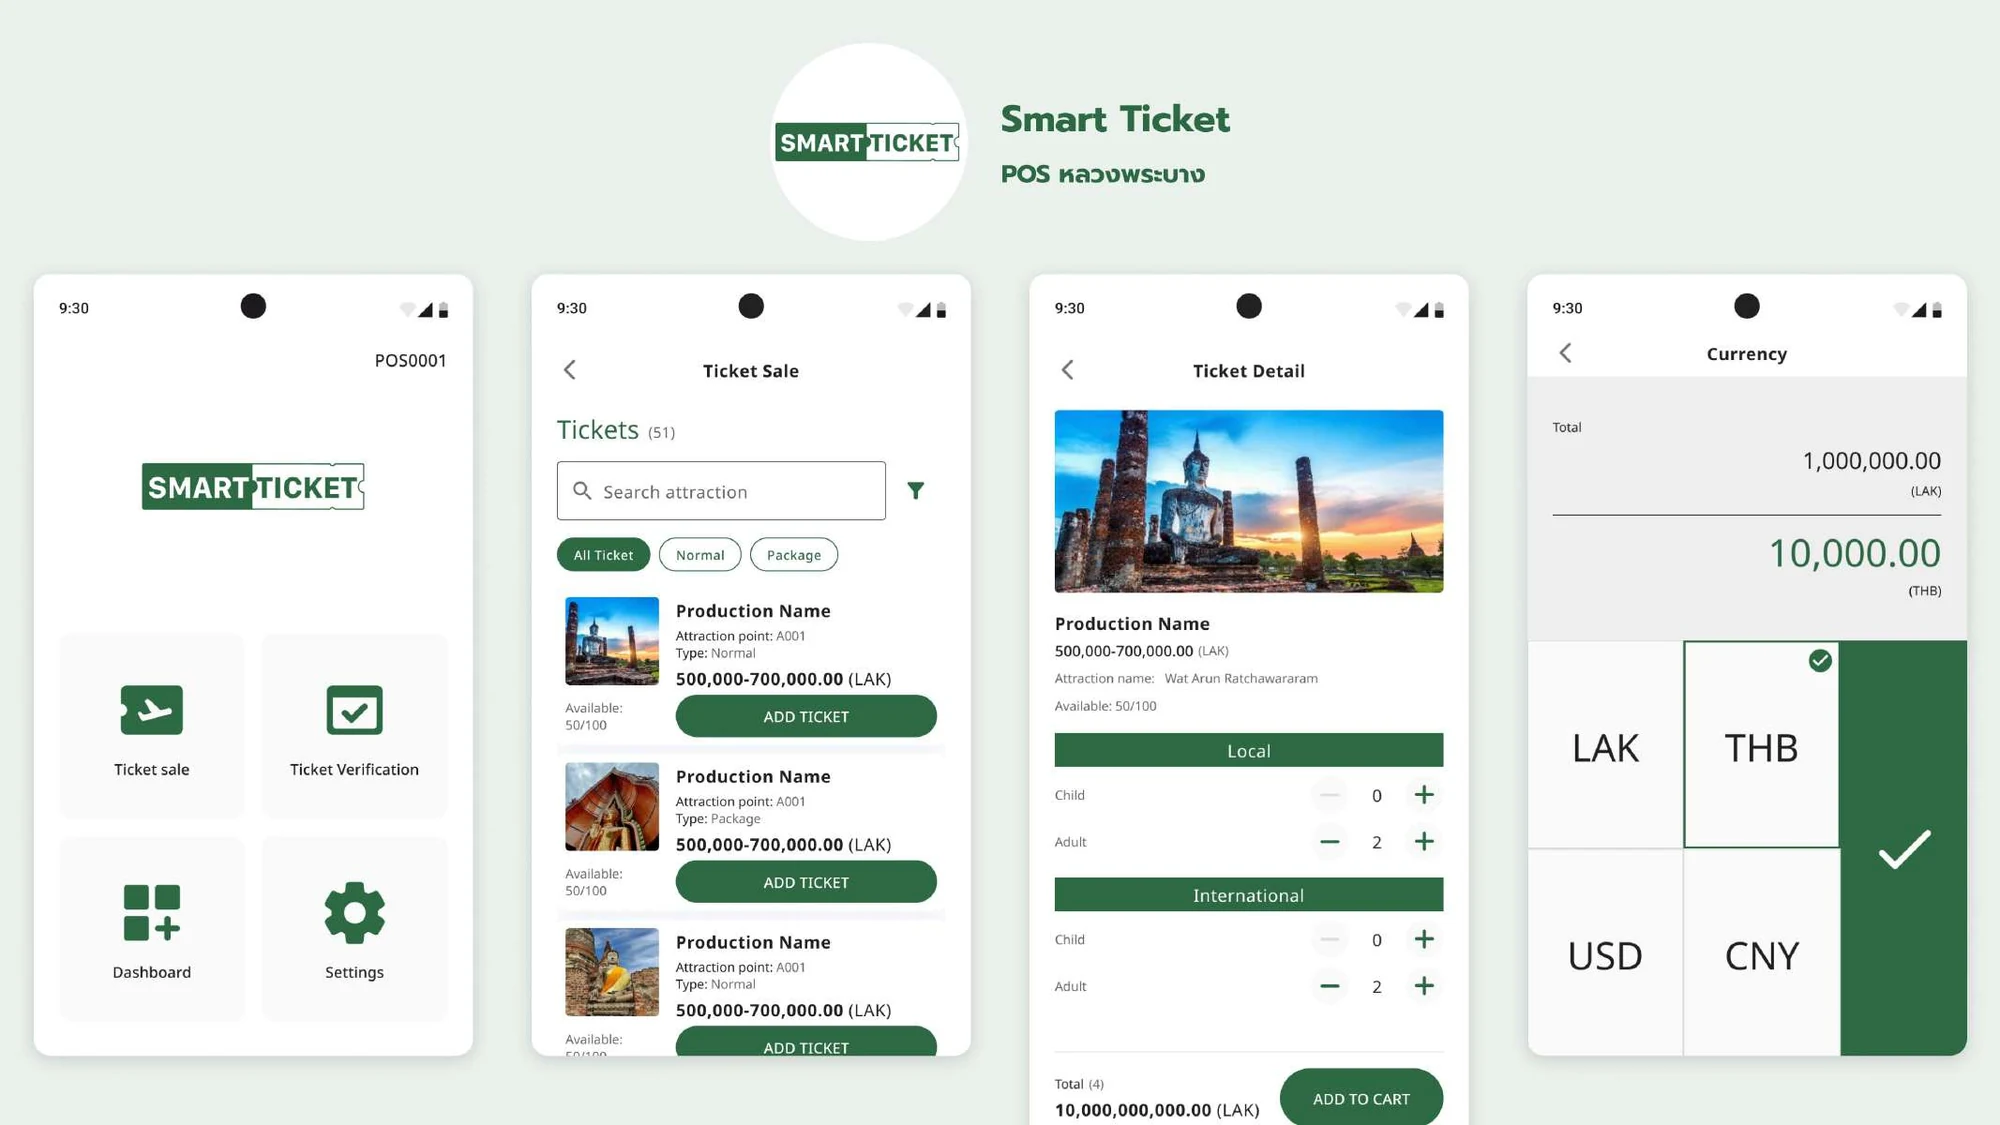 SMART TICKET
Smart Ticket
POS หลวงพระบาง
9:30
POS0001
SMART TICKET
Ticket sale
Ticket Verification
Dashboard
Settings
9:30
Ticket Sale
Tickets (51)
Search attraction
All Ticket
Normal
Package
Production Name
Attraction point: A001
Type: Normal
500,000-700,000.00 (LAK)
Available:
50/100
ADD TICKET
Production Name
Attraction point: A001
Type: Package
500,000-700,000.00 (LAK)
Available:
50/100
ADD TICKET
Production Name
Attraction point: A001
Type: Normal
500,000-700,000.00 (LAK)
Available:
50/100
ADD TICKET
9:30
Ticket Detail
Production Name
500,000-700,000.00 (LAK)
Attraction name: Wat Arun Ratchawararam
Available: 50/100
Local
Child 0
Adult 2
International
Child 0
Adult 2
Total (4)
10,000,000,000.00 (LAK)
ADD TO CART
9:30
Currency
Total
1,000,000.00
(LAK)
10,000.00
(THB)
LAK
THB
USD
CNY